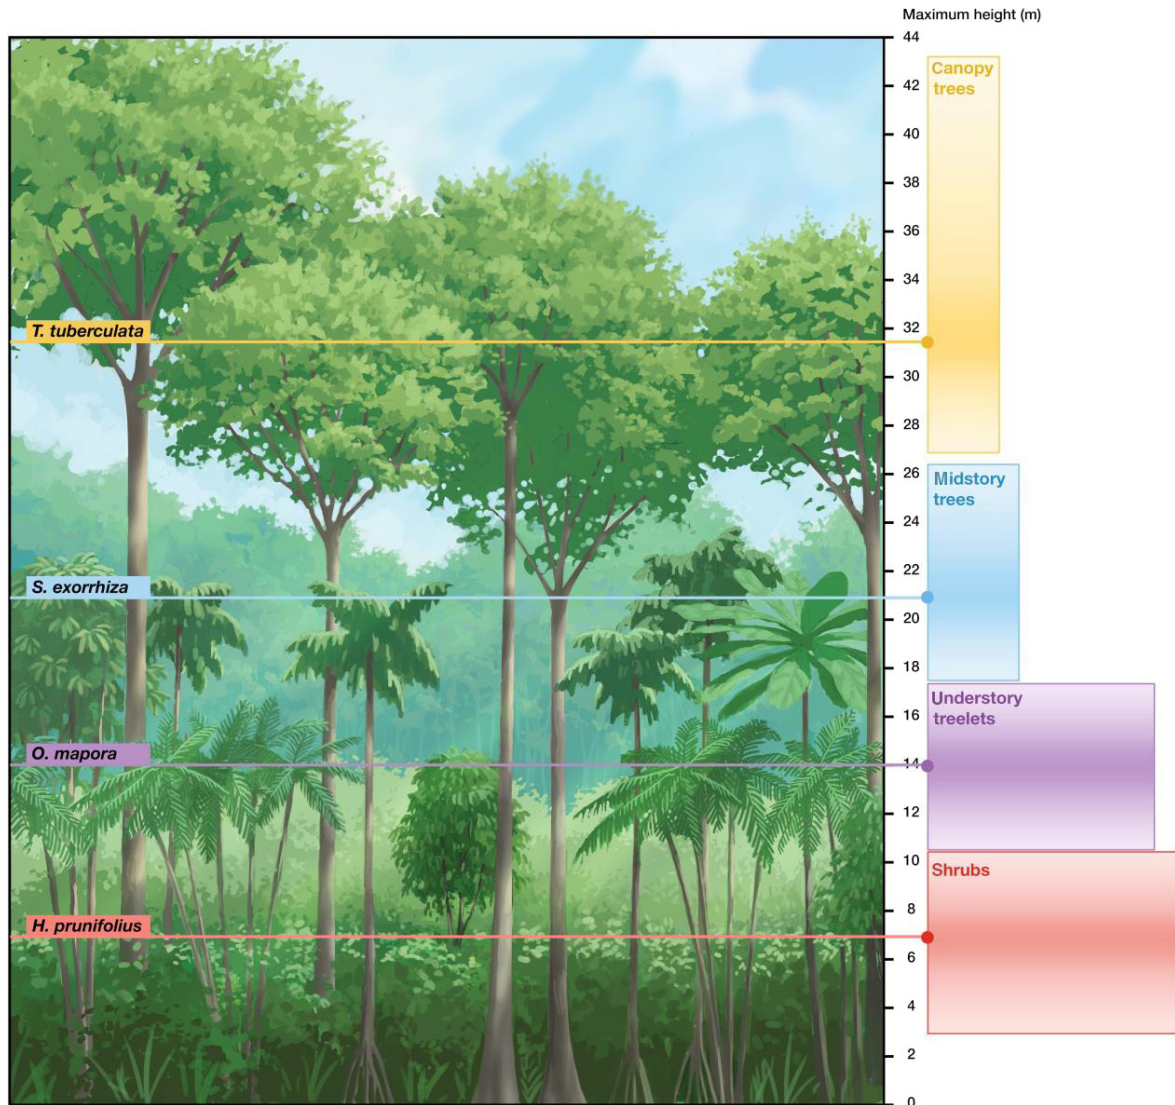 Maximum height (m)
44
42
40
38
36
34
32
30
28
26
24
22
20
18
16
14
12
10
8
6
4
2
0
Canopy
trees
Midstory
trees
Understory
treelets
Shrubs
T. tuberculata
S. exorrhiza
O. mapora
H. prunifolius